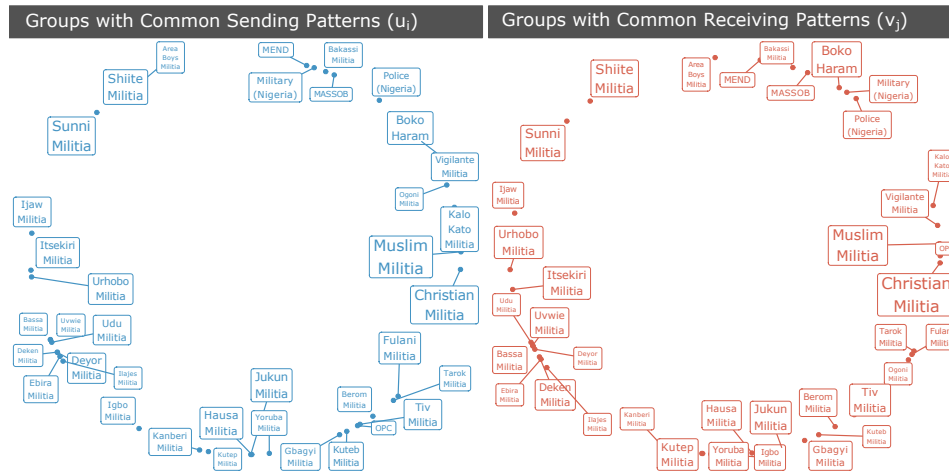 Groups with Common Sending Patterns (ui)
Area
Boys
Militia
Shiite
Militia
Sunni
Militia
MEND
Bakassi
Militia
Military
(Nigeria)
MASSOB
Police
(Nigeria)
Boko
Haram
Vigilante
Militia
Ogoni
Militia
Kalo
Kato
Militia
Muslim
Militia
Christian
Militia
Ijaw
Militia
Itsekiri
Militia
Urhobo
Militia
Bassa
Militia
Uvwie
Militia
Udu
Militia
Deken
Militia
Deyor
Militia
Ilajes
Militia
Ebira
Militia
Igbo
Militia
Kanberi
Militia
Hausa
Militia
Kutep
Militia
Jukun
Militia
Yoruba
Militia
Fulani
Militia
Tarok
Militia
Berom
Militia
Tiv
Militia
OPC
Gbagyi
Militia
Kuteb
Militia
Groups with Common Receiving Patterns (vj)
Shiite
Militia
Sunni
Militia
Area
Boys
Militia
MEND
Bakassi
Militia
MASSOB
Boko
Haram
Military
(Nigeria)
Police
(Nigeria)
Kalo
Kato
Militia
Vigilante
Militia
Muslim
Militia
OPC
Christian
Militia
Ijaw
Militia
Urhobo
Militia
Itsekiri
Militia
Udu
Militia
Uvwie
Militia
Bassa
Militia
Deyor
Militia
Ebira
Militia
Deken
Militia
Ilajes
Militia
Kanberi
Militia
Kutep
Militia
Hausa
Militia
Yoruba
Militia
Jukun
Militia
Igbo
Militia
Berom
Militia
Kuteb
Militia
Gbagyi
Militia
Tarok
Militia
Fulani
Militia
Ogoni
Militia
Tiv
Militia